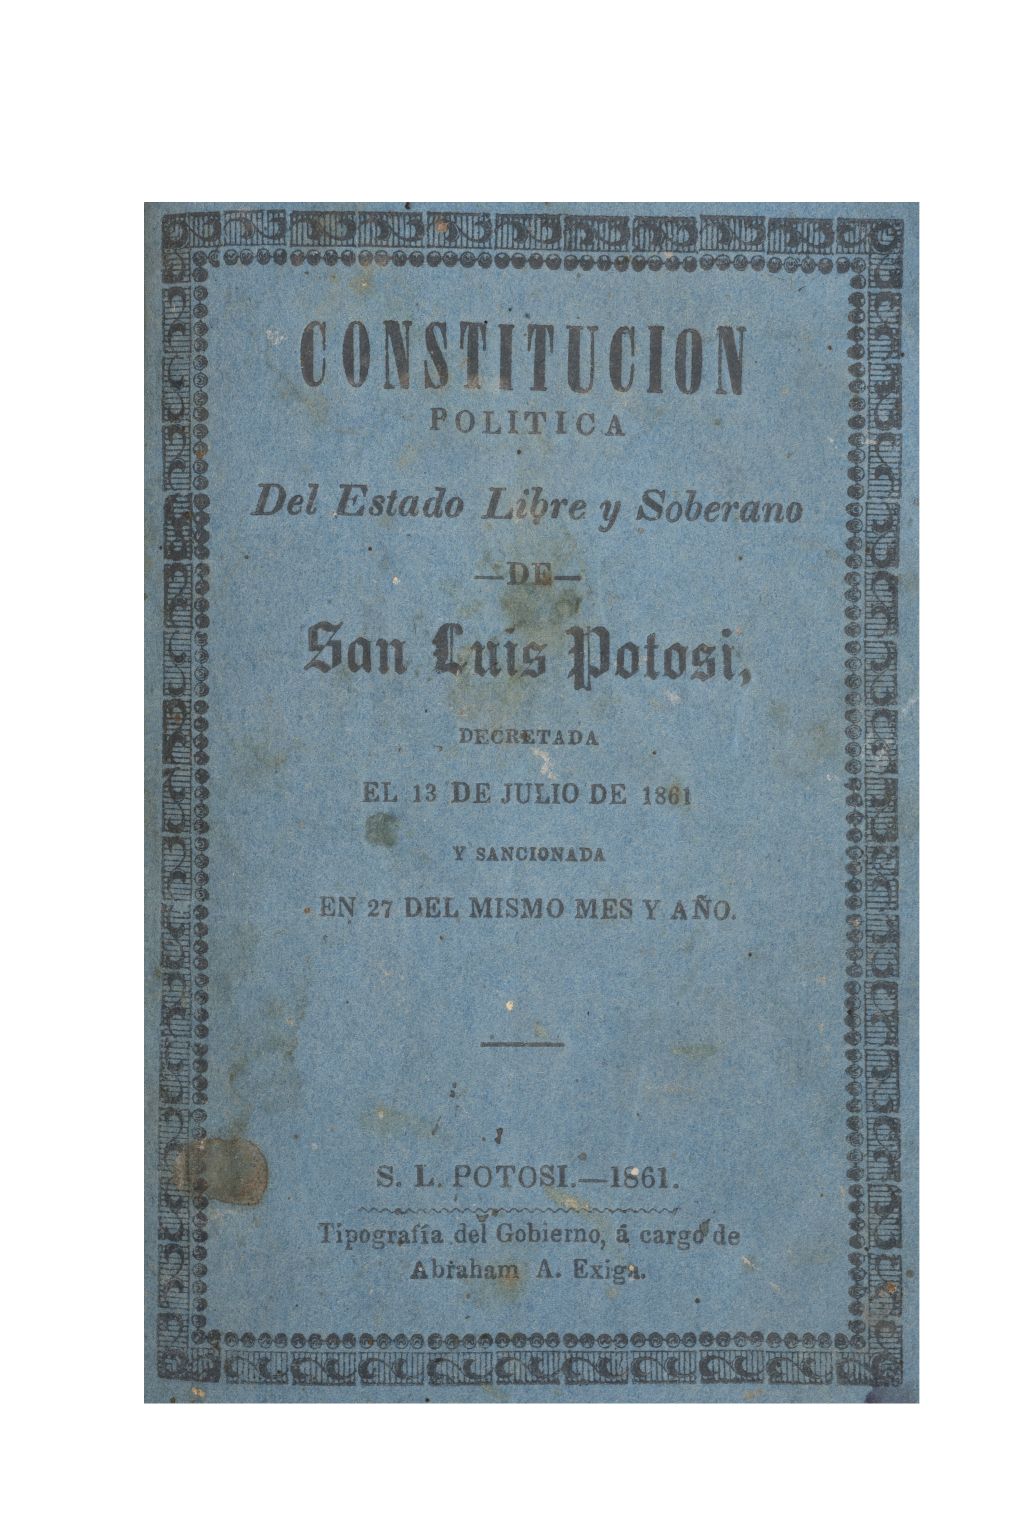 CONSTITUCION
POLITICA
Del Estado Libre y Soberano
—DE—
San Luis Potosi,
DECRETADA
EL 13 DE JULIO DE 1861
Y SANCIONADA
EN 27 DEL MISMO MES Y AÑO.
S. L. POTOSI.—1861.
Tipografía del Gobierno, á cargo de
Abraham A. Exiga.